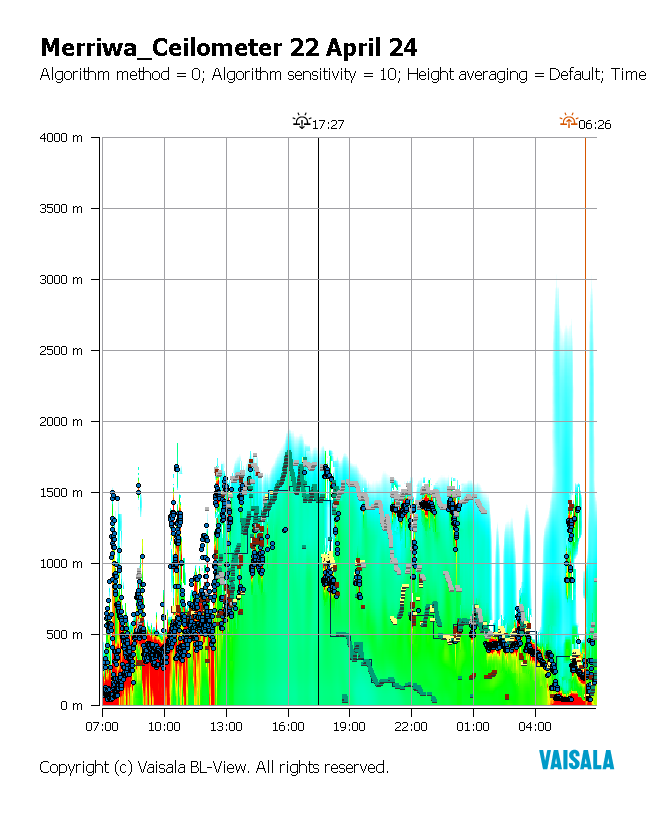 Merriwa_Ceilometer 22 April 24
Algorithm method = 0; Algorithm sensitivity = 10; Height averaging = Default; Time
17:27
06:26
4000 m
3500 m
3000 m
2500 m
2000 m
1500 m
1000 m
500 m
0 m
07:00 10:00 13:00 16:00 19:00 22:00 01:00 04:00
VAISALA
Copyright (c) Vaisala BL-View. All rights reserved.